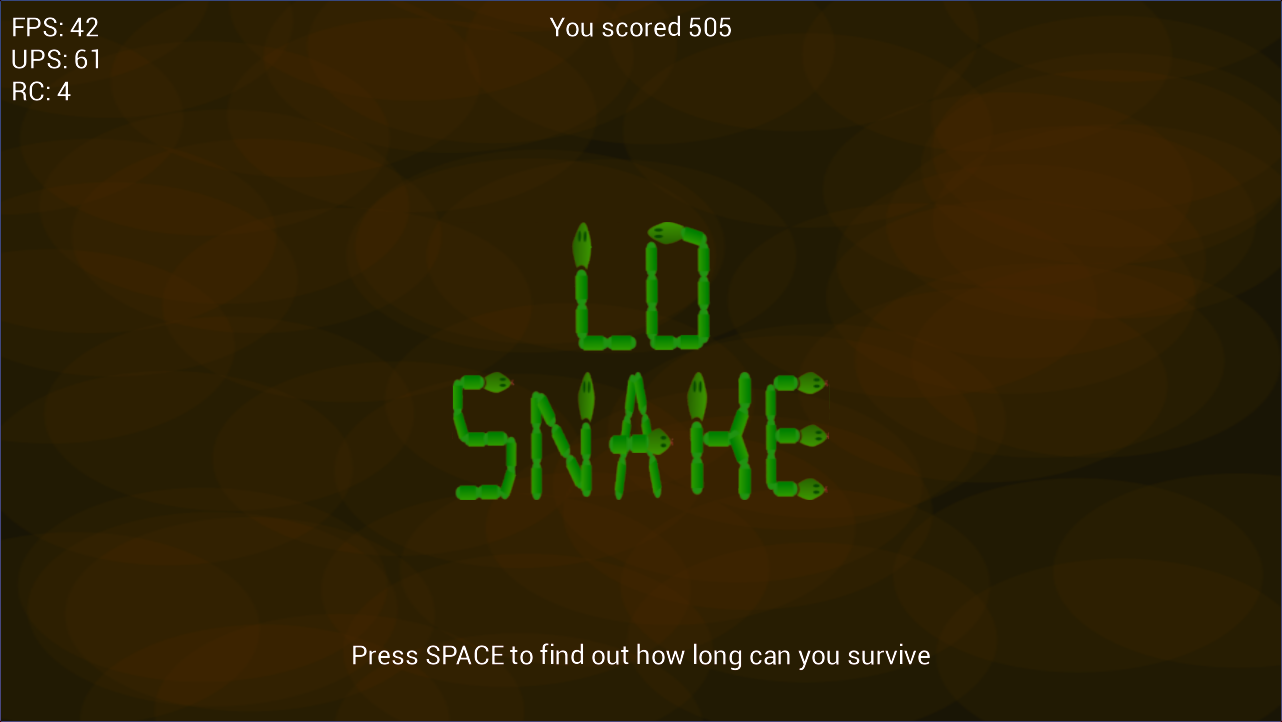 FPS: 42
You scored 505
UPS: 61
RC: 4
LD
SNAKE
Press SPACE to find out how long can you survive